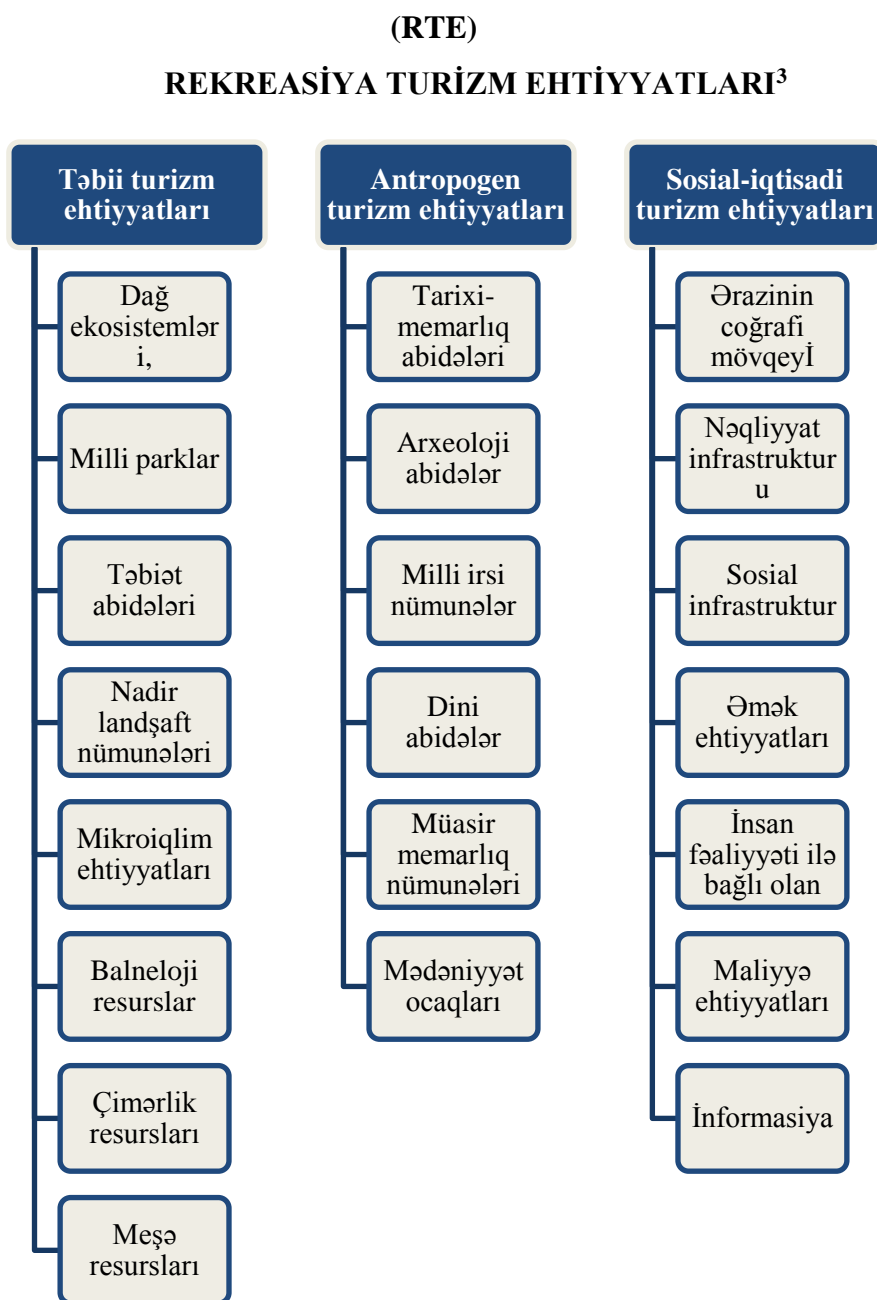 (RTE)
REKREASİYA TURİZM EHTİYYATLARI³
Təbii turizm
ehtiyyatları
Dağ
ekosistemlər
i,
Milli parklar
Təbiət
abidələri
Nadir
landşaft
nümunələri
Mikroiqlim
ehtiyyatları
Balneloji
resurslar
Çimərlik
resursları
Meşə
resursları
Antropogen
turizm ehtiyyatları
Tarixi-
memarlıq
abidələri
Arxeoloji
abidələr
Milli irsi
nümunələr
Dini
abidələr
Müasir
memarlıq
nümunələri
Mədəniyyət
ocaqları
Sosial-iqtisadi
turizm ehtiyyatları
Ərazinin
coğrafi
mövqeyİ
Nəqliyyat
infrastruktur
u
Sosial
infrastruktur
Əmək
ehtiyyatları
İnsan
fəaliyyəti ilə
bağlı olan
Maliyyə
ehtiyyatları
İnformasiya